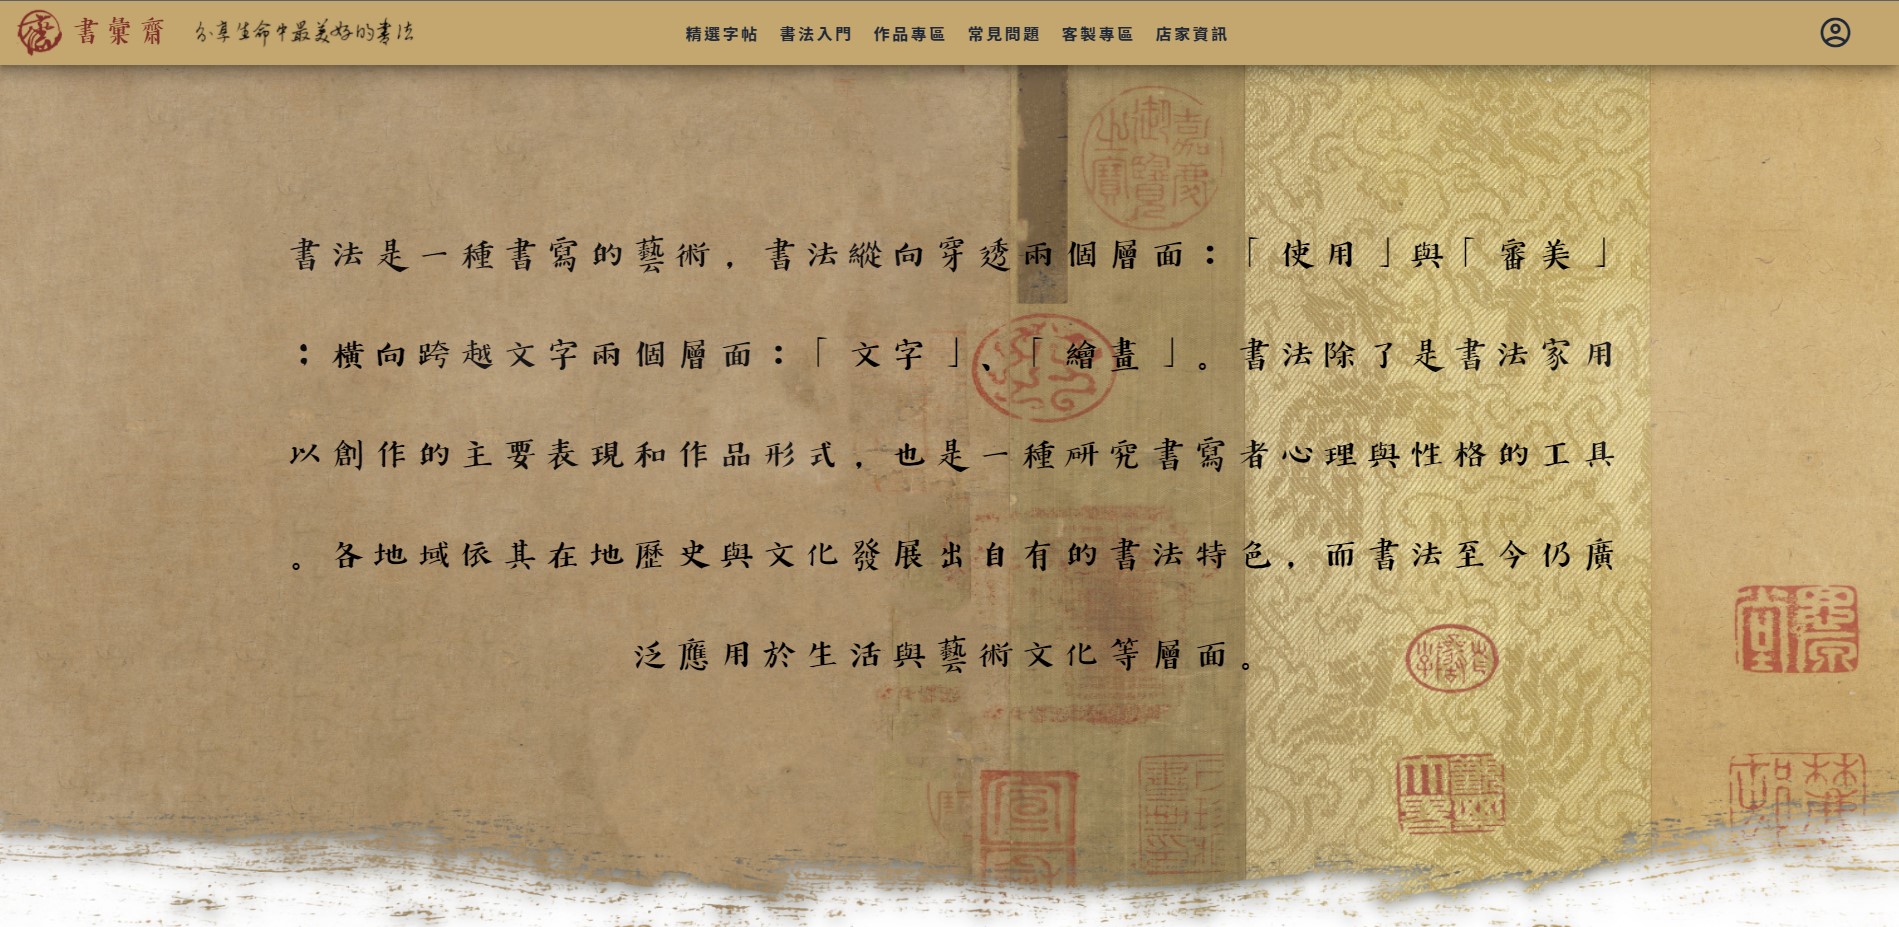 書彙齋 分享生命中最美好的書法 精選字帖 書法入門 作品專區 常見問題 客製專區 店家資訊
嘉慶御覽之寶
書法是一種書寫的藝術，書法縱向穿透兩個層面：「使用」與「審美」
：橫向跨越文字兩個層面：「文字」、「繪畫」。書法除了是書法家用
以創作的主要表現和作品形式，也是一種研究書寫者心理與性格的工具
。各地域依其在地歷史與文化發展出自有的書法特色，而書法至今仍廣
泛應用於生活與藝術文化等層面。